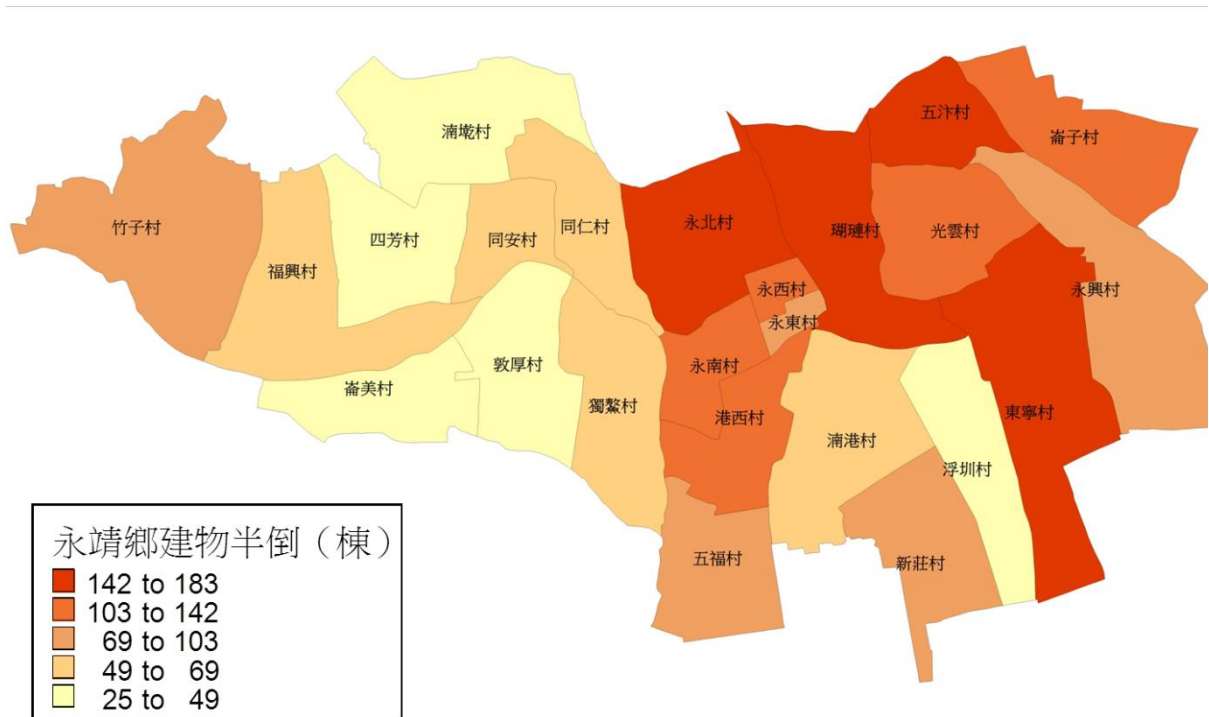 五汴村
崙子村
湳墘村
竹子村
四芳村
同安村
同仁村
永北村
瑚璉村
光雲村
福興村
永西村
永興村
永東村
崙美村
敦厚村
永南村
獨鰲村
港西村
湳港村
東寧村
浮圳村
五福村
新莊村
永靖鄉建物半倒（棟）
142 to 183
103 to 142
69 to 103
49 to 69
25 to 49